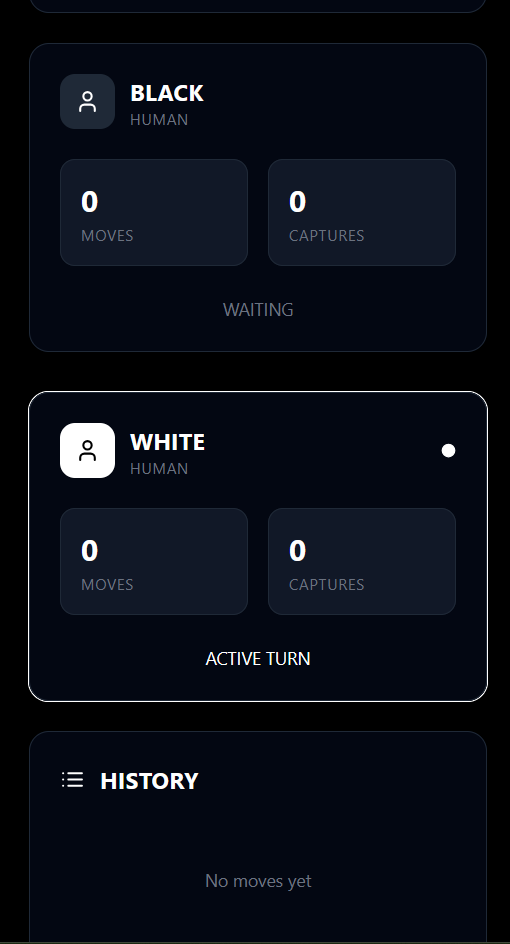 BLACK
HUMAN
0
MOVES
0
CAPTURES
WAITING
WHITE
HUMAN
0
MOVES
0
CAPTURES
ACTIVE TURN
HISTORY
No moves yet